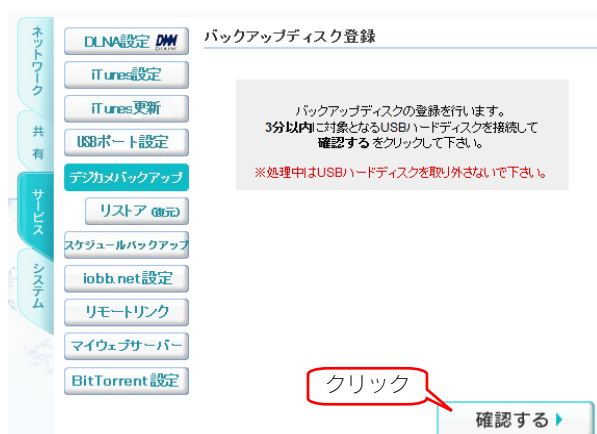 ネットワーク
共有
サービス
システム
DLNA設定 DiXiM
iTunes設定
iTunes更新
USBポート設定
デジカメバックアップ
リストア(復元)
スケジュールバックアップ
iobb.net設定
リモートリンク
マイウェブサーバー
BitTorrent設定
バックアップディスク登録
バックアップディスクの登録を行います。
3分以内に対象となるUSBハードディスクを接続して
確認する をクリックして下さい。
※処理中はUSBハードディスクを取り外さないで下さい。
クリック
確認する